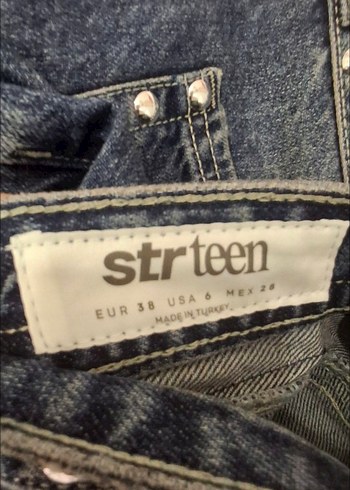 str teen
EUR 38 USA 6 MEX 28
MADE IN TURKEY